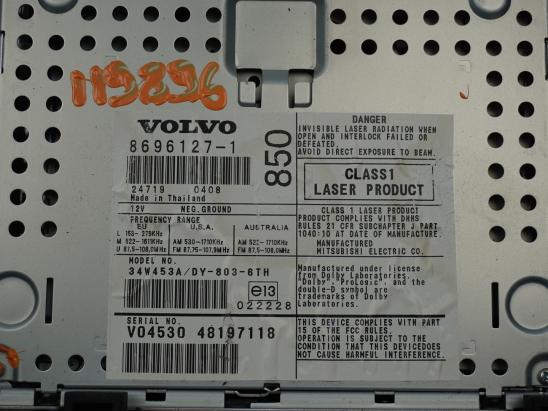 119896
VOLVO
8696127-1
850
24719 0408
Made in Thailand
12V NEG.GROUND
FREQUENCY RANGE
EU U.S.A. AUSTRALIA
L 153- 279KHz
M 522-1611KHz AM 530-1710KHz AM 522-1710KHz
U 87.5-108.0MHz FM 87.75-107.9MHz FM 87.5-108.0MHz
MODEL NO.
34W453A/DY-803-6TH
e13
022228
SERIAL NO.
V04530 48197118
DANGER
INVISIBLE LASER RADIATION WHEN
OPEN AND INTERLOCK FAILED OR
DEFEATED.
AVOID DIRECT EXPOSURE TO BEAM.
CLASS1
LASER PRODUCT
CLASS 1 LASER PRODUCT
PRODUCT COMPLIES WITH DHHS
RULES 21 CFR SUBCHAPTER J PART
1040:10 AT DATE OF MANUFACTURE.
MANUFACTURED
MITSUBISHI ELECTRIC CO.
Manufactured under license
from Dolby Laboratories.
"Dolby","ProLogic", and the
double-D symbol are
trademarks of Dolby
Laboratories.
THIS DEVICE COMPLIES WITH PART
15 OF THE FCC RULES.
OPERATION IS SUBJECT TO THE
CONDITION THAT THIS DEVICEDOES
NOT CAUSE HARMFUL INTERFERENCE.